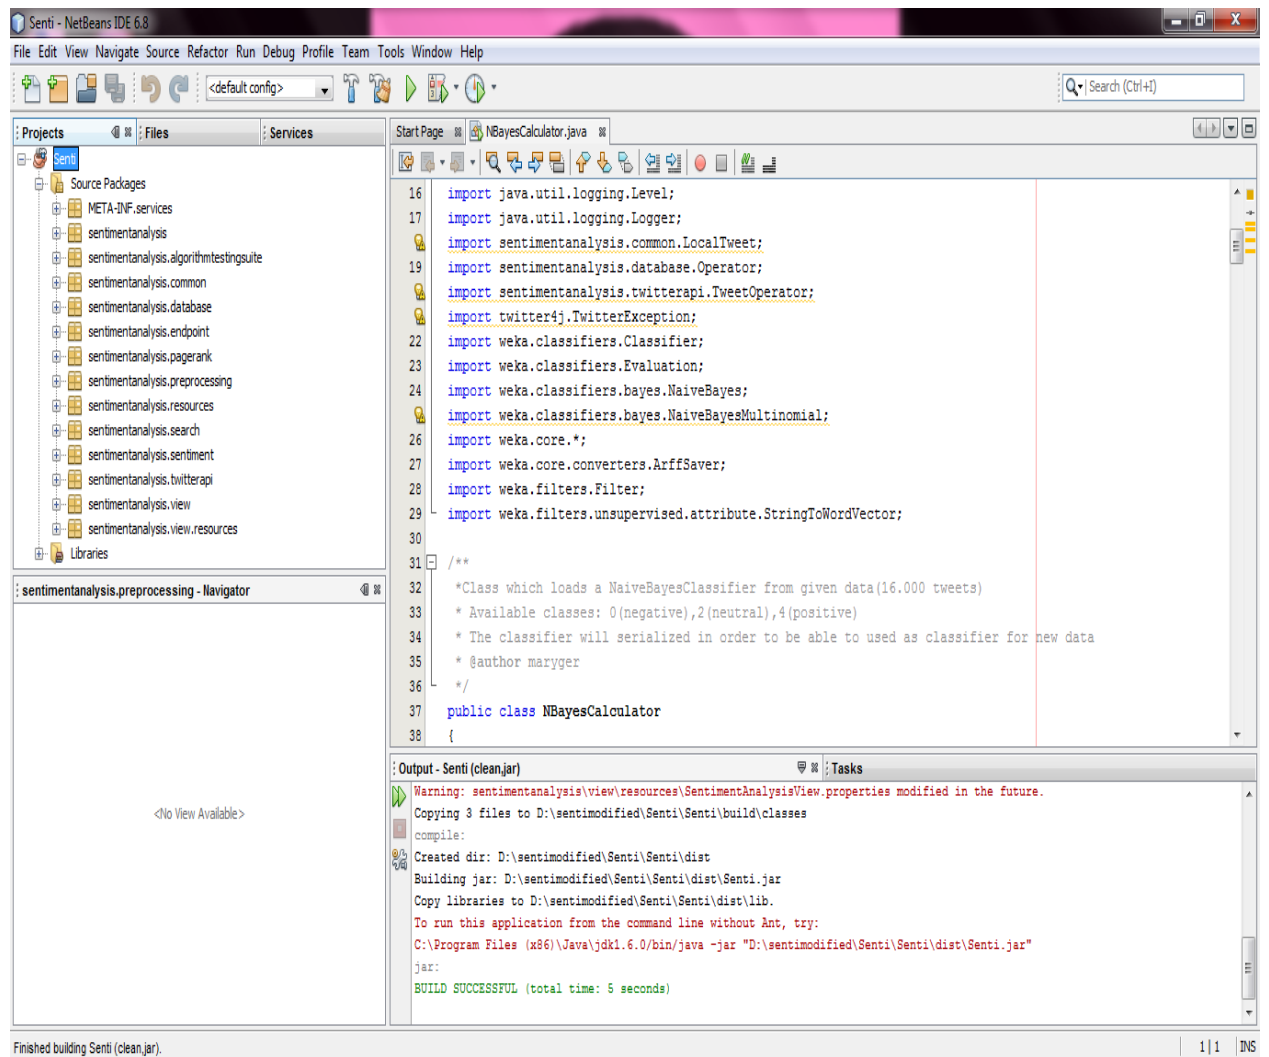 Senti - NetBeans IDE 6.8
File Edit View Navigate Source Refactor Run Debug Profile Team Tools Window Help
<default config>
Search (Ctrl+I)
Projects Files Services
Senti
Source Packages
META-INF.services
sentimentanalysis
sentimentanalysis.algorithmtestingsuite
sentimentanalysis.common
sentimentanalysis.database
sentimentanalysis.endpoint
sentimentanalysis.pagerank
sentimentanalysis.preprocessing
sentimentanalysis.resources
sentimentanalysis.search
sentimentanalysis.sentiment
sentimentanalysis.twitterapi
sentimentanalysis.view
sentimentanalysis.view.resources
Libraries
sentimentanalysis.preprocessing - Navigator
<No View Available>
Start Page NBayesCalculator.java
16 import java.util.logging.Level;
17 import java.util.logging.Logger;
import sentimentanalysis.common.LocalTweet;
19 import sentimentanalysis.database.Operator;
import sentimentanalysis.twitterapi.TweetOperator;
import twitter4j.TwitterException;
22 import weka.classifiers.Classifier;
23 import weka.classifiers.Evaluation;
24 import weka.classifiers.bayes.NaiveBayes;
import weka.classifiers.bayes.NaiveBayesMultinomial;
26 import weka.core.*;
27 import weka.core.converters.ArffSaver;
28 import weka.filters.Filter;
29 import weka.filters.unsupervised.attribute.StringToWordVector;
30
31 /**
32 *Class which loads a NaiveBayesClassifier from given data(16.000 tweets)
33 * Available classes: 0(negative),2(neutral),4(positive)
34 * The classifier will serialized in order to be able to used as classifier for new data
35 * @author maryger
36 */
37 public class NBayesCalculator
38 {
Output - Senti (clean,jar) Tasks
Warning: sentimentanalysis\view\resources\SentimentAnalysisView.properties modified in the future.
Copying 3 files to D:\sentimodified\Senti\Senti\build\classes
compile:
Created dir: D:\sentimodified\Senti\Senti\dist
Building jar: D:\sentimodified\Senti\Senti\dist\Senti.jar
Copy libraries to D:\sentimodified\Senti\Senti\dist\lib.
To run this application from the command line without Ant, try:
C:\Program Files (x86)\Java\jdk1.6.0/bin/java -jar "D:\sentimodified\Senti\Senti\dist\Senti.jar"
jar:
BUILD SUCCESSFUL (total time: 5 seconds)
Finished building Senti (clean,jar).
1|1 INS